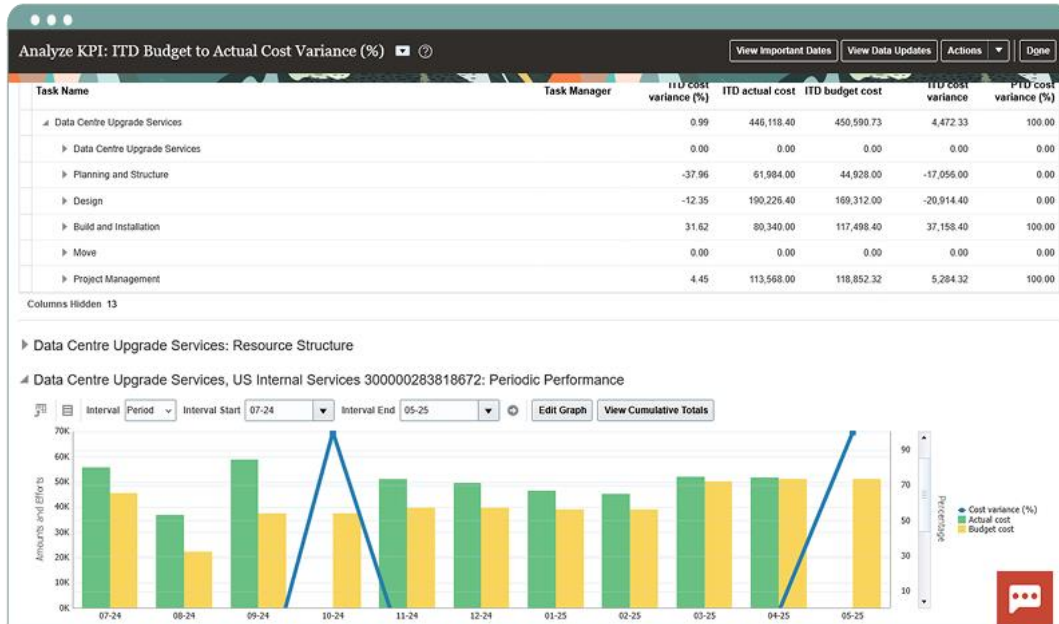 Analyze KPI: ITD Budget to Actual Cost Variance (%)
View Important Dates View Data Updates Actions Done
Task Name Task Manager ITD cost variance (%) ITD actual cost ITD budget cost ITD cost variance PTD cost variance (%)
Data Centre Upgrade Services 0.99 446,118.40 450,590.73 4,472.33 100.00
Data Centre Upgrade Services 0.00 0.00 0.00 0.00 0.00
Planning and Structure -37.96 61,984.00 44,928.00 -17,056.00 0.00
Design -12.35 190,226.40 169,312.00 -20,914.40 0.00
Build and Installation 31.62 80,340.00 117,498.40 37,158.40 100.00
Move 0.00 0.00 0.00 0.00 0.00
Project Management 4.45 113,568.00 118,852.32 5,284.32 100.00
Columns Hidden 13
Data Centre Upgrade Services: Resource Structure
Data Centre Upgrade Services, US Internal Services 300000283818672: Periodic Performance
Interval Period Interval Start 07-24 Interval End 05-25 Edit Graph View Cumulative Totals
70K
60K
50K
40K
30K
20K
10K
0K
Amounts and Efforts
90
70
50
30
10
Percentage
Cost variance (%)
Actual cost
Budget cost
07-24 08-24 09-24 10-24 11-24 12-24 01-25 02-25 03-25 04-25 05-25